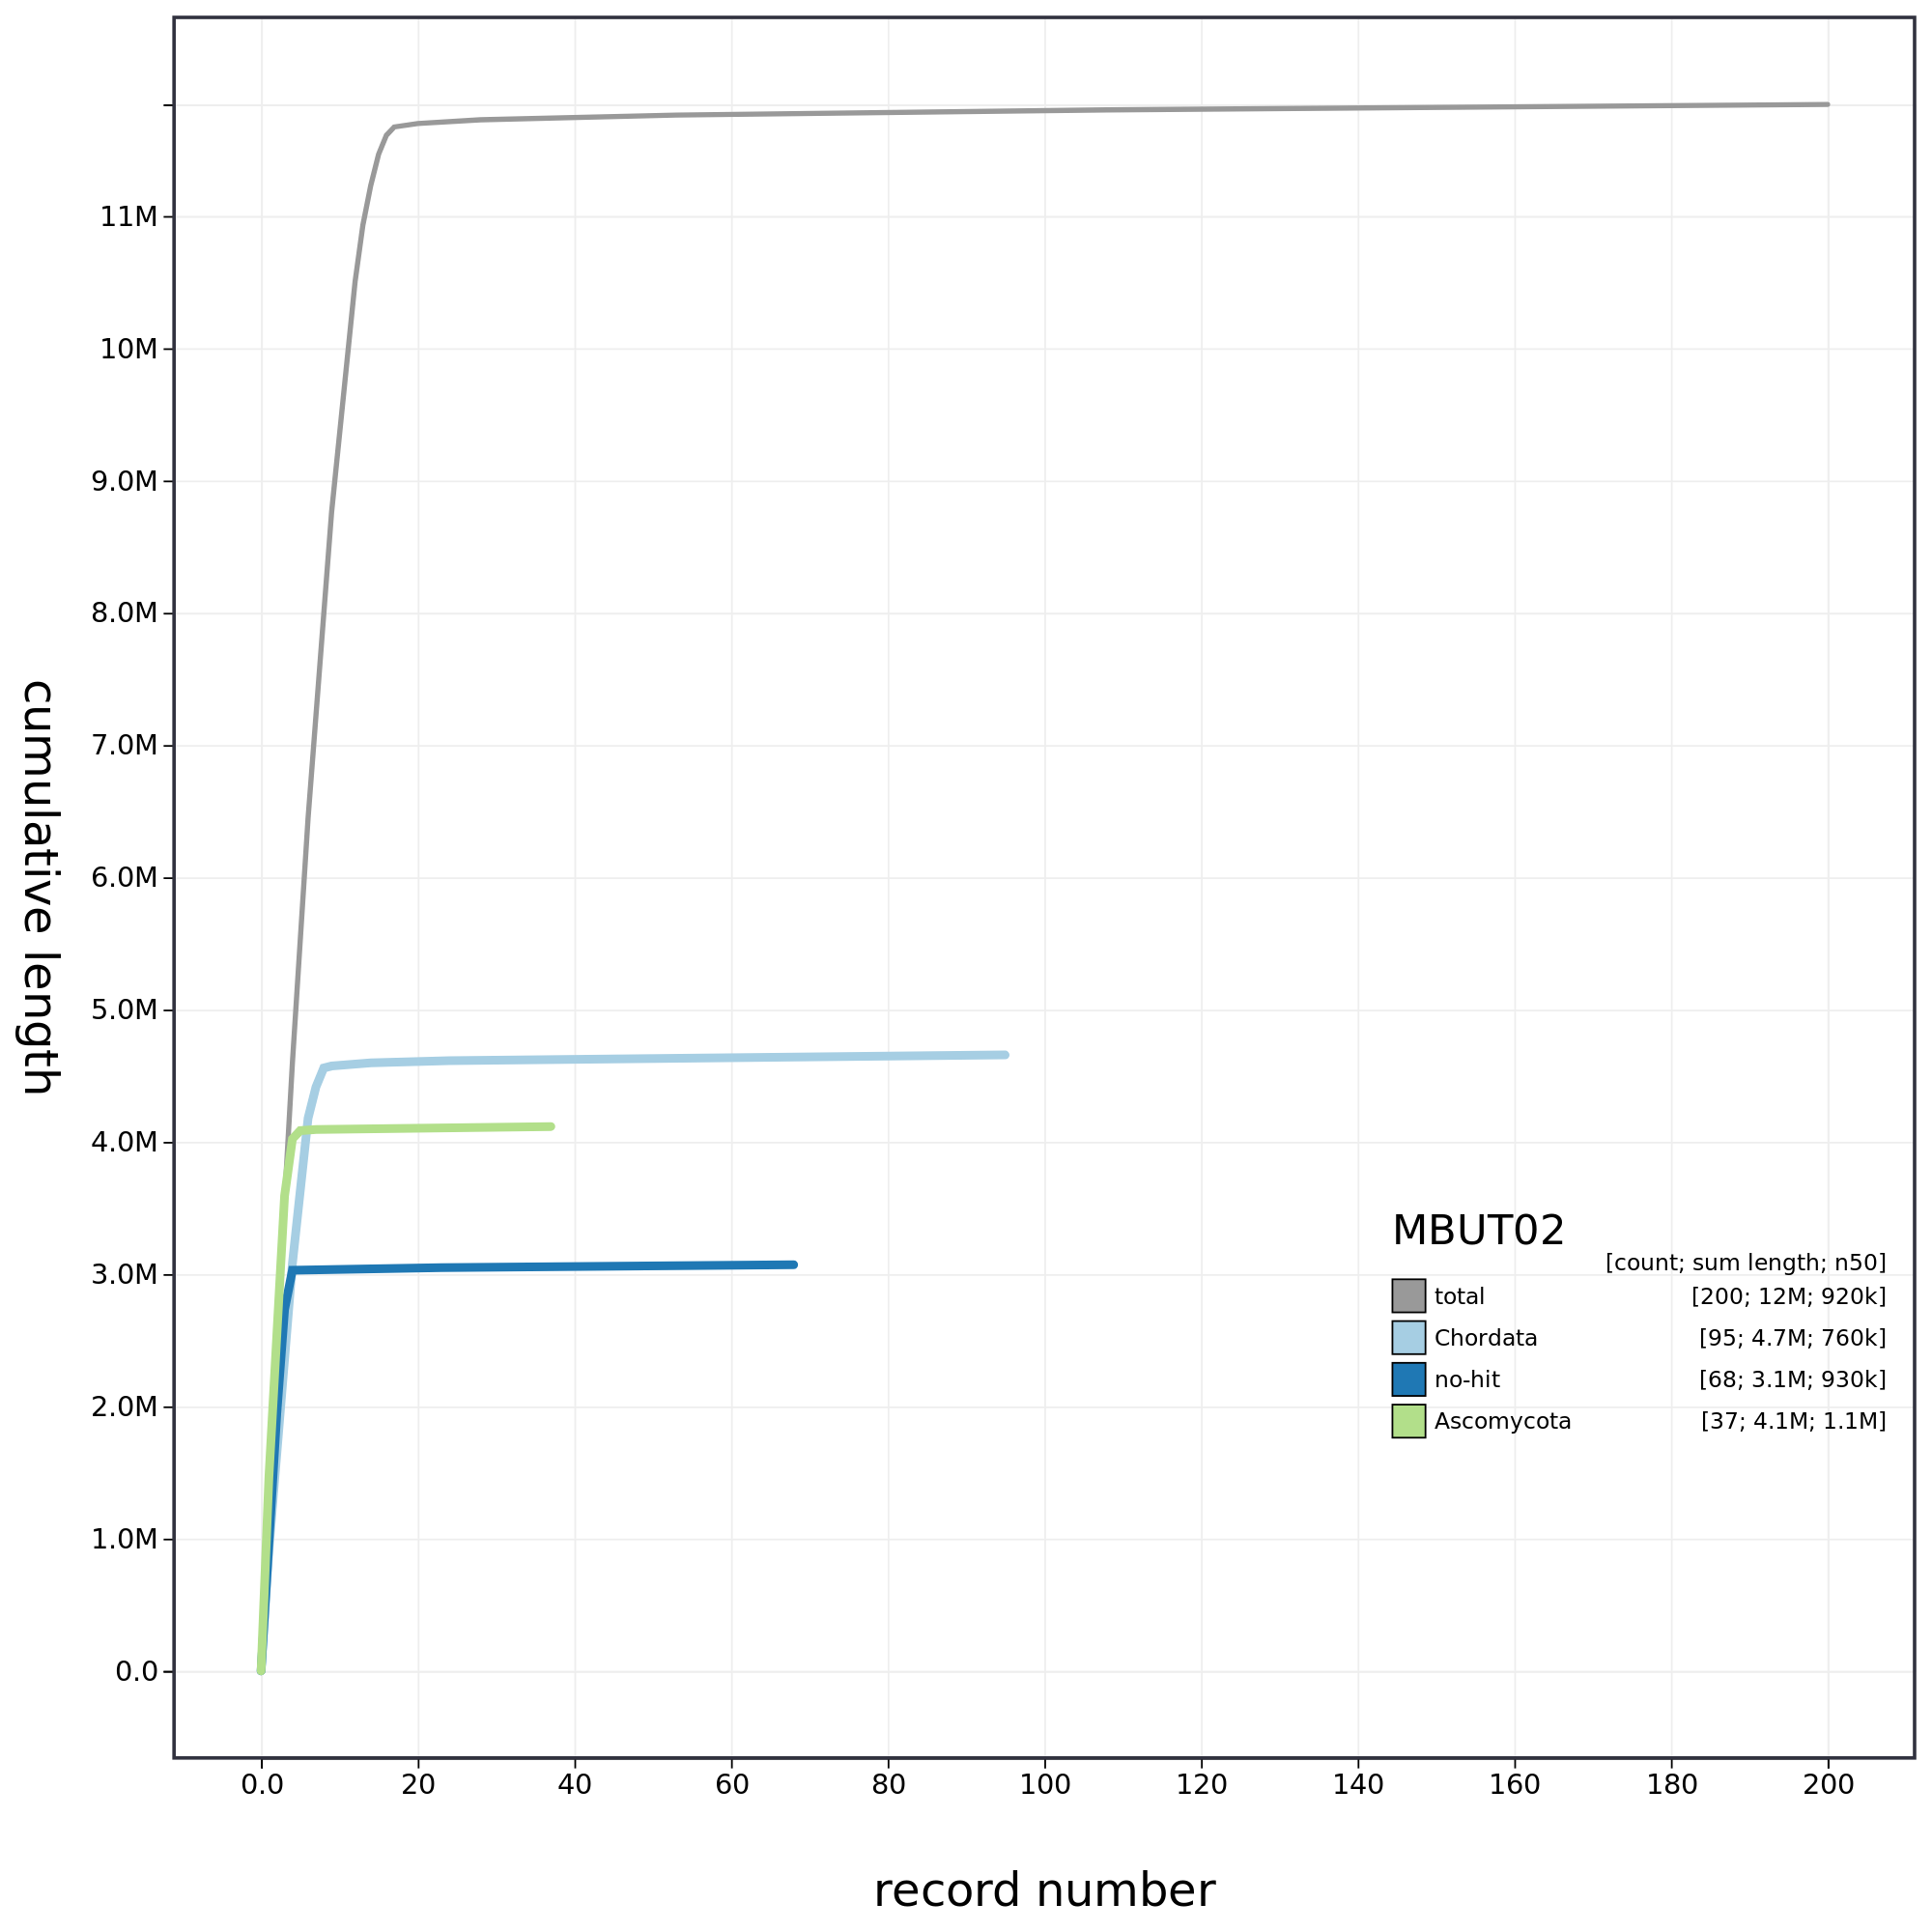 11M
10M
9.0M
8.0M
7.0M
6.0M
5.0M
4.0M
3.0M
2.0M
1.0M
0.0
cumulative length
MBUT02
[count; sum length; n50]
total [200; 12M; 920k]
Chordata [95; 4.7M; 760k]
no-hit [68; 3.1M; 930k]
Ascomycota [37; 4.1M; 1.1M]
0.0 20 40 60 80 100 120 140 160 180 200
record number